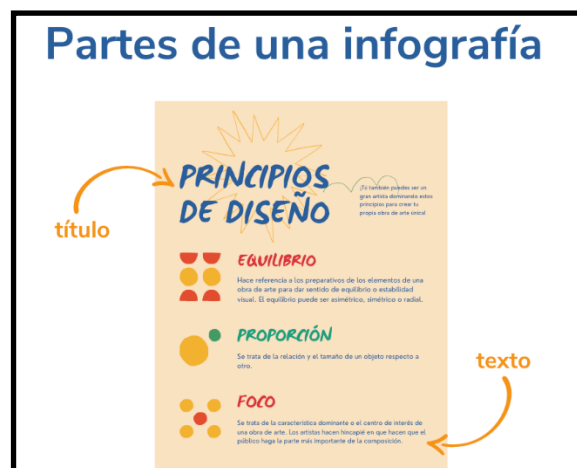 Partes de una infografía
título
PRINCIPIOS
DE DISEÑO
¡Tú también puedes ser un
gran artista dominando estos
principios para crear tu
propia obra de arte única!
EQUILIBRIO
Hace referencia a los preparativos de los elementos de una
obra de arte para dar sentido de equilibrio o estabilidad
visual. El equilibrio puede ser asimétrico, simétrico o radial.
PROPORCIÓN
Se trata de la relación y el tamaño de un objeto respecto a
otro.
texto
FOCO
Se trata de la característica dominante o el centro de interés de
una obra de arte. Los artistas hacen hincapié en que hacen que el
público haga la parte más importante de la composición.